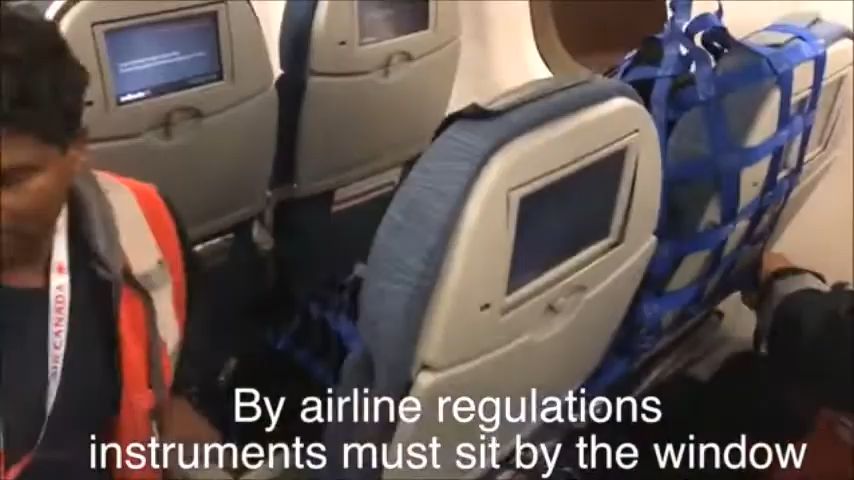 AIR CANADA
By airline regulations
instruments must sit by the window